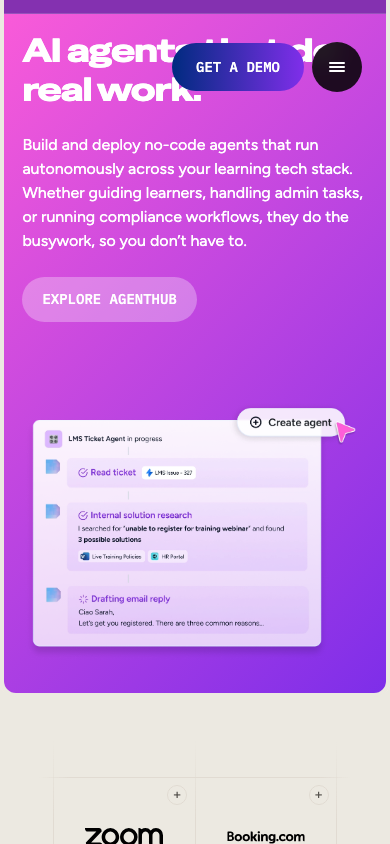 AI agents that do
real work.
GET A DEMO
Build and deploy no-code agents that run
autonomously across your learning tech stack.
Whether guiding learners, handling admin tasks,
or running compliance workflows, they do the
busywork, so you don't have to.
EXPLORE AGENTHUB
Create agent
LMS Ticket Agent in progress
Read ticket
LMS Issue - 327
Internal solution research
I searched for "unable to register for training webinar" and found
3 possible solutions
Live Training Policies
HR Portal
Drafting email reply
Ciao Sarah,
Let's get you registered. There are three common reasons...
zoom
Booking.com